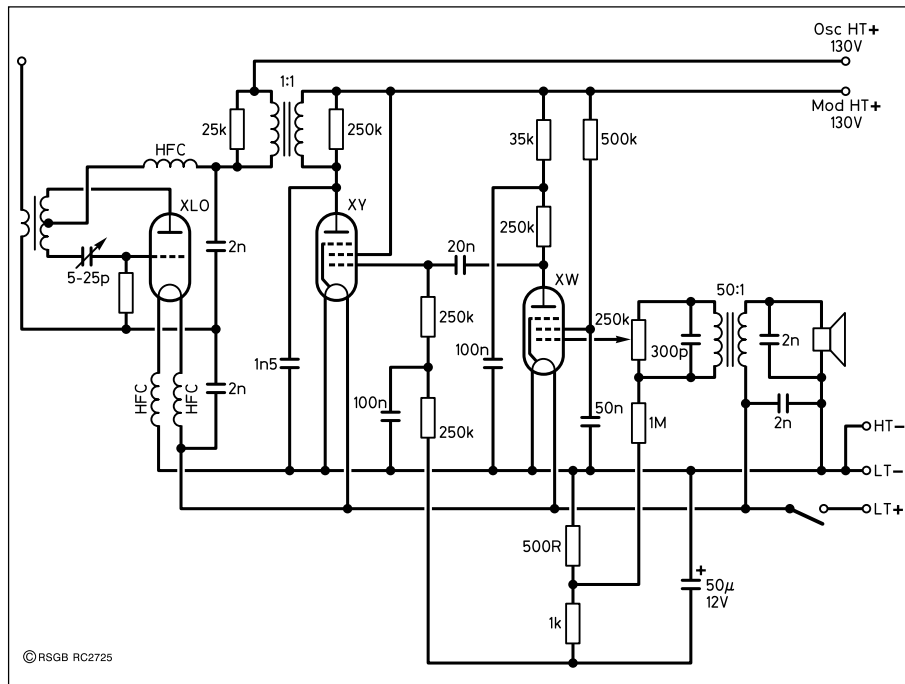 Osc HT+
130V
1:1
Mod HT+
130V
25k
250k
35k
500k
HFC
XLO
XY
250k
2n
20n
XW
50:1
5-25p
250k
250k
300p
2n
1n5
100n
100n
HFC
HFC
2n
250k
50n
1M
2n
HT-
LT-
LT+
500R
+
50μ
12V
1k
© RSGB RC2725